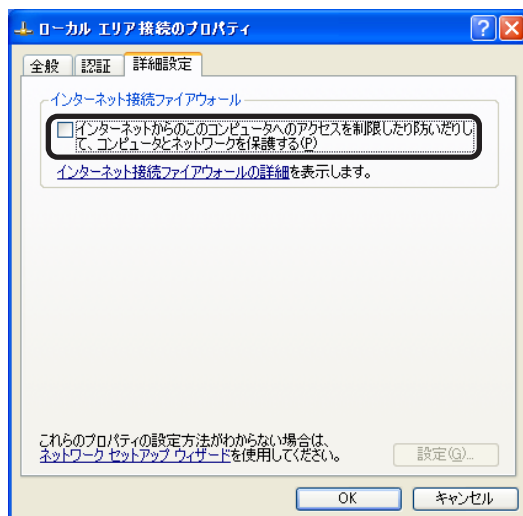 ローカル エリア接続のプロパティ
全般 認証 詳細設定
インターネット接続ファイアウォール
インターネットからのこのコンピュータへのアクセスを制限したり防いだりし
て、コンピュータとネットワークを保護する(P)
インターネット接続ファイアウォールの詳細を表示します。
これらのプロパティの設定方法がわからない場合は、
ネットワーク セットアップ ウィザードを使用してください。
設定(G)...
OK キャンセル